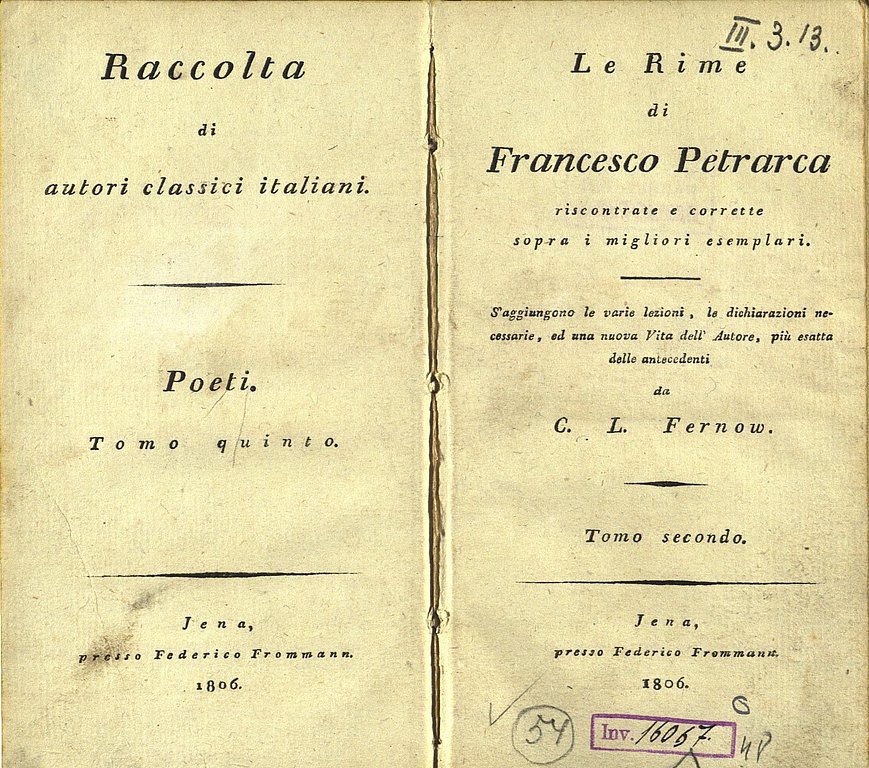 Raccolta
di
autori classici italiani.
Poeti.
Tomo quinto.
Jena,
presso Federico Frommann.
1806.
III. 3. 13.
Le Rime
di
Francesco Petrarca
riscontrate e corrette
sopra i migliori esemplari.
S'aggiungono le varie lezioni, le dichiarazioni ne-
cessarie, ed una nuova Vita dell' Autore, più esatta
delle antecedenti
da
C. L. Fernow.
Tomo secondo.
Jena,
presso Federico Frommann.
1806.
54
Inv. 16057.